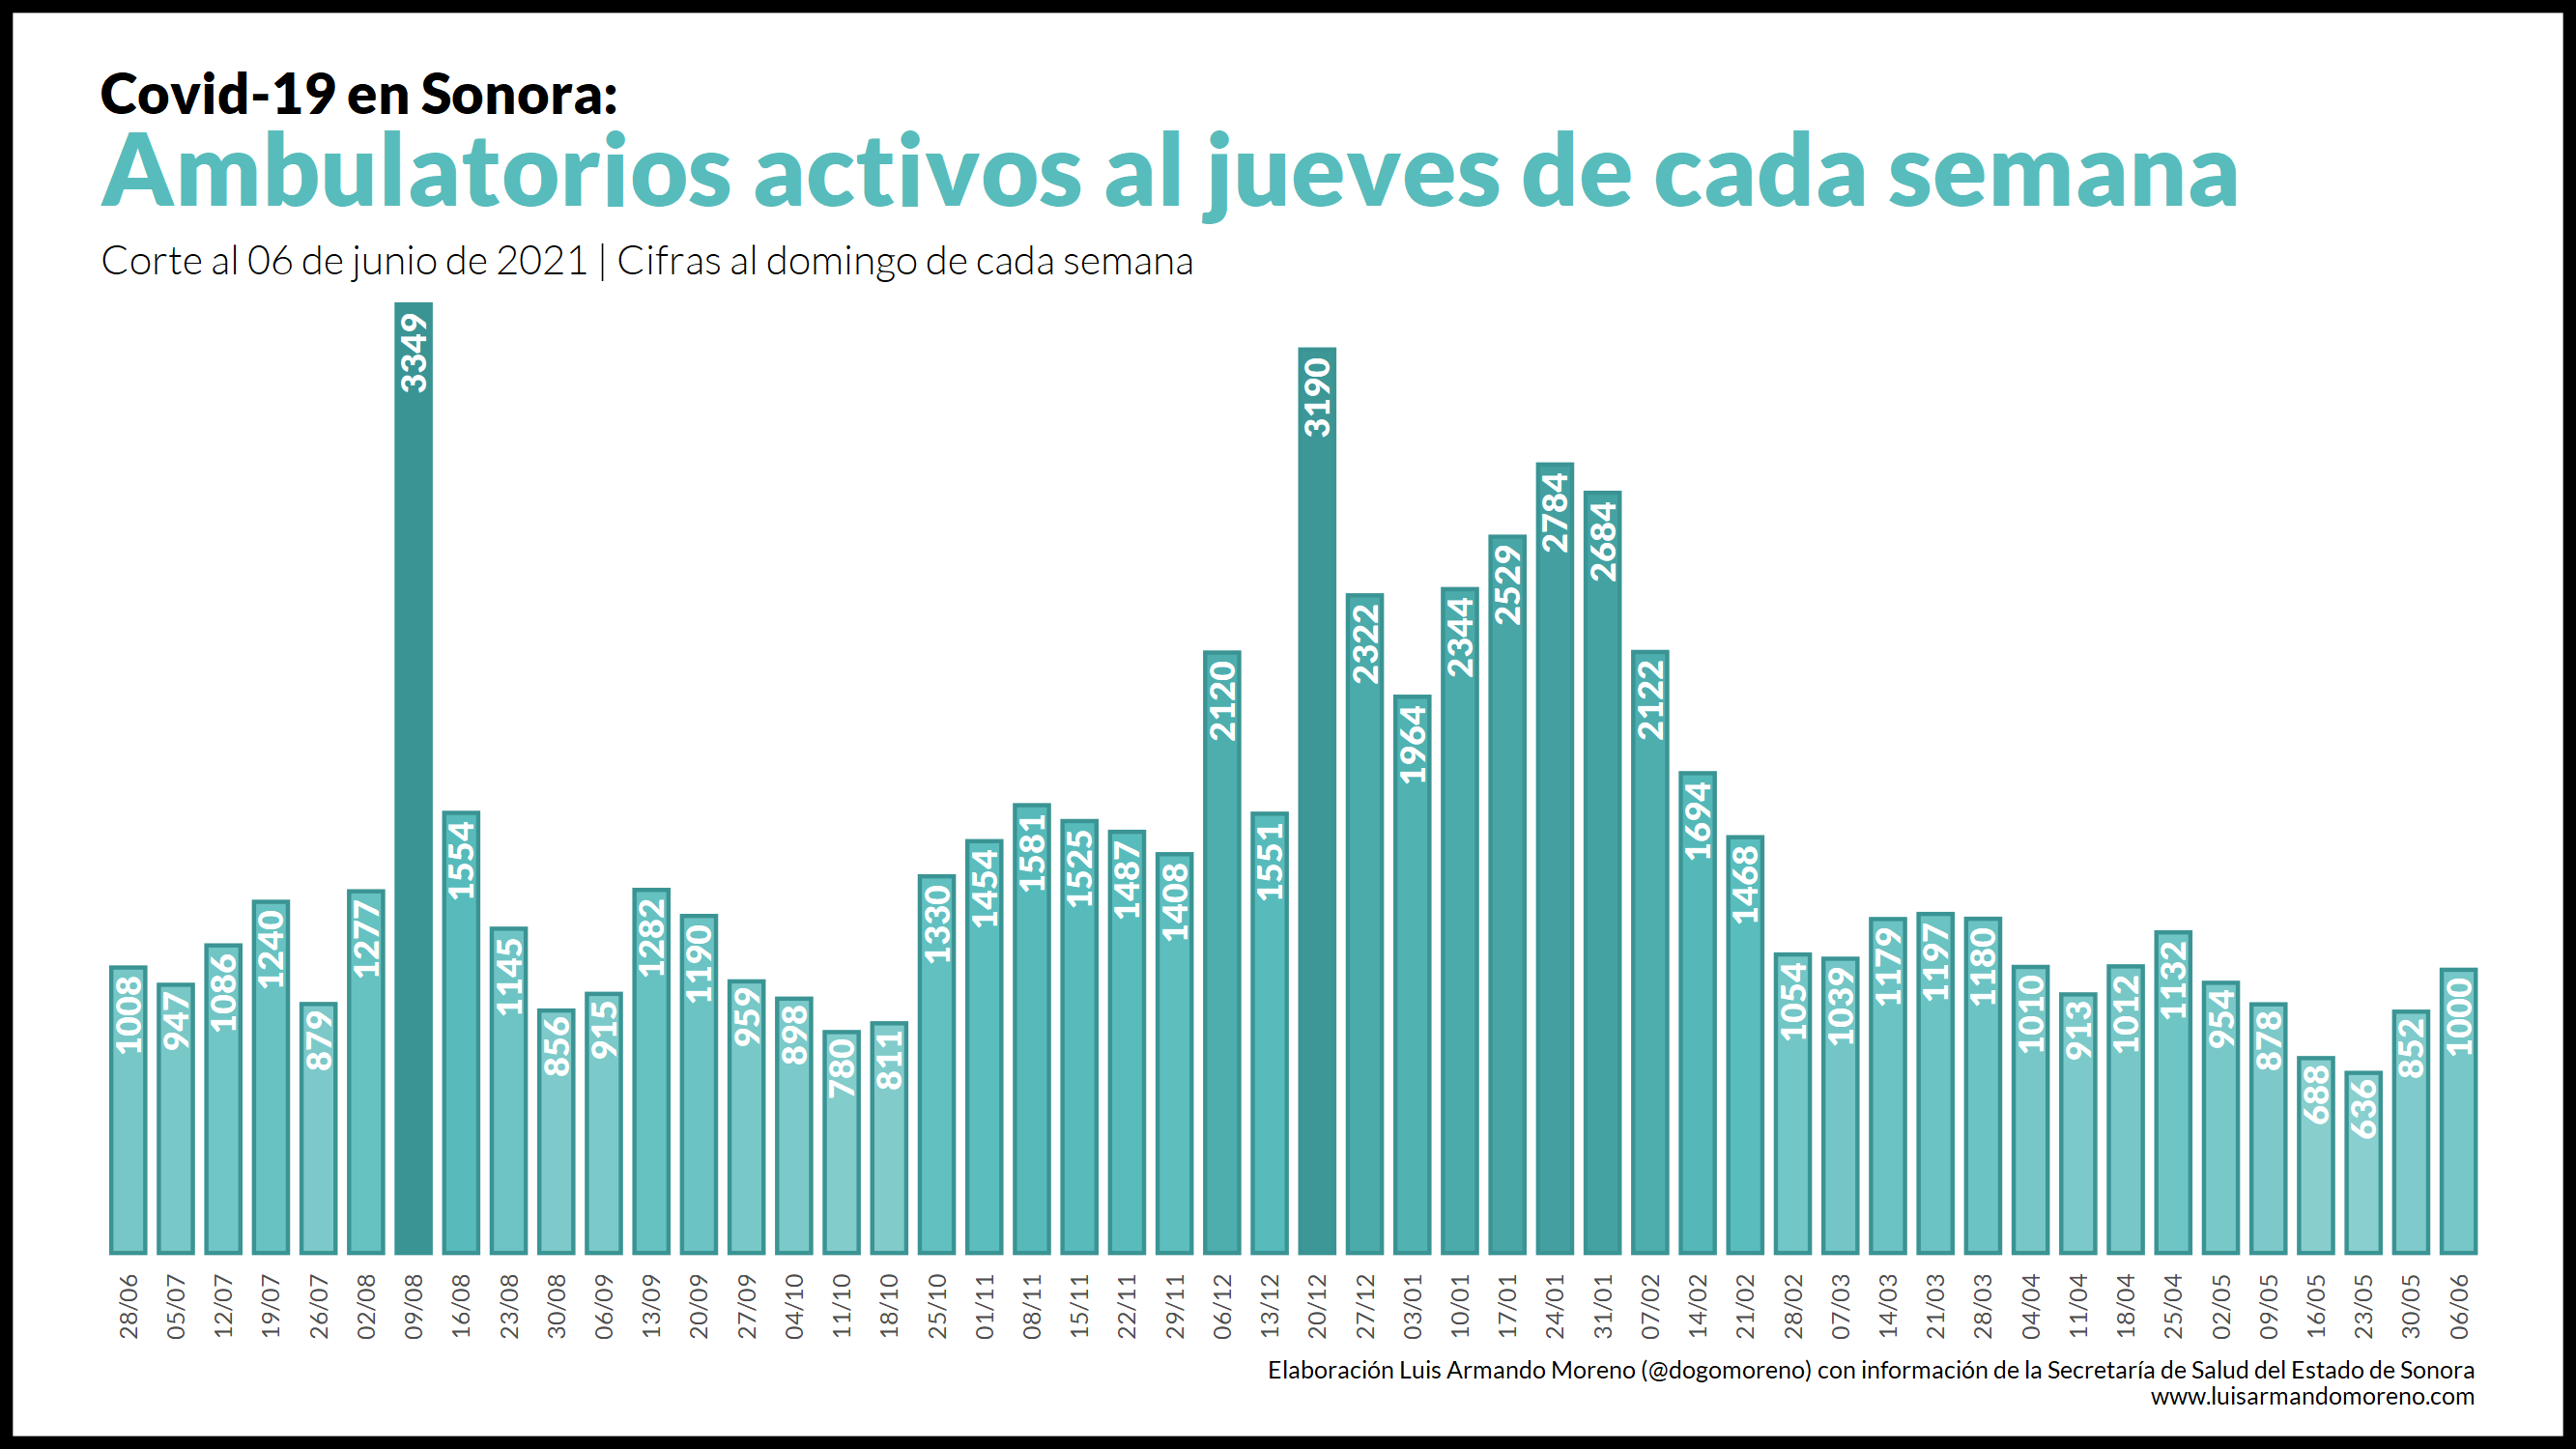 Covid-19 en Sonora:
Ambulatorios activos al jueves de cada semana
Corte al 06 de junio de 2021 | Cifras al domingo de cada semana
1008 947 1086 1240 879 1277 3349 1554 1145 856 915 1282 1190 959 898 780 811 1330 1454 1581 1525 1487 1408 2120 1551 3190 2322 1964 2344 2529 2784 2684 2122 1694 1468 1054 1039 1179 1197 1180 1010 913 1012 1132 954 878 688 636 852 1000
28/06 05/07 12/07 19/07 26/07 02/08 09/08 16/08 23/08 30/08 06/09 13/09 20/09 27/09 04/10 11/10 18/10 25/10 01/11 08/11 15/11 22/11 29/11 06/12 13/12 20/12 27/12 03/01 10/01 17/01 24/01 31/01 07/02 14/02 21/02 28/02 07/03 14/03 21/03 28/03 04/04 11/04 18/04 25/04 02/05 09/05 16/05 23/05 30/05 06/06
Elaboración Luis Armando Moreno (@dogomoreno) con información de la Secretaría de Salud del Estado de Sonora
www.luisarmandomoreno.com